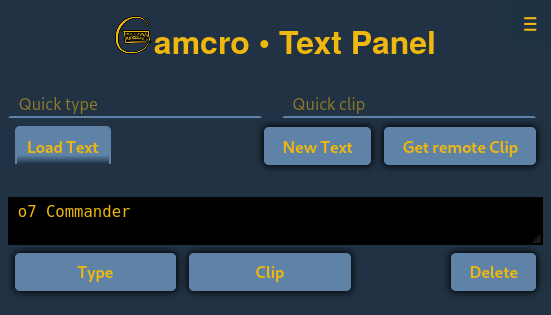 amcro • Text Panel
Quick type Quick clip
Load Text New Text Get remote Clip
o7 Commander
Type Clip Delete